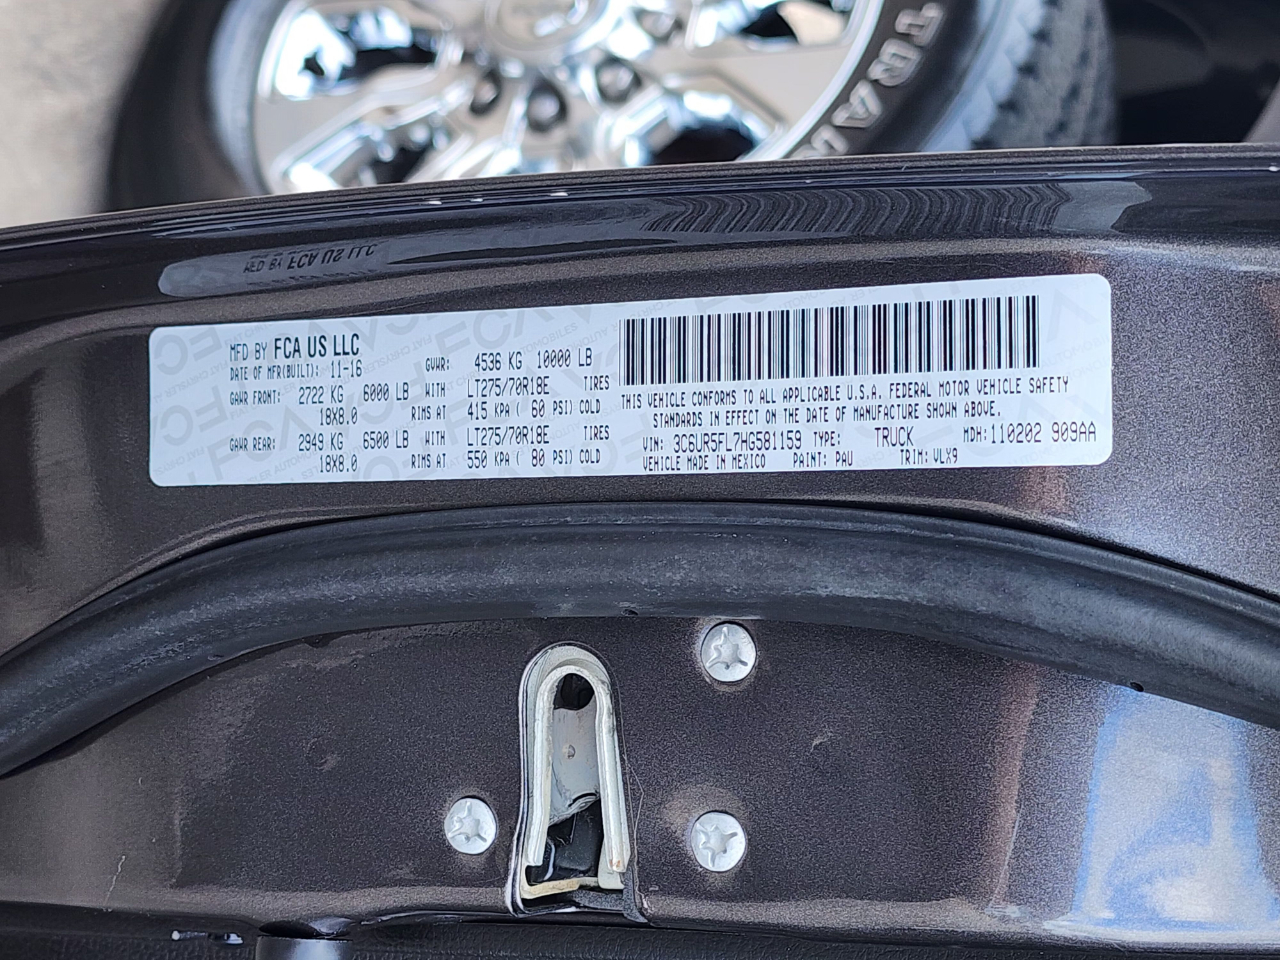 TRAIL
MFD BY FCA US LLC
DATE OF MFR(BUILT): 11-16 GVWR: 4536 KG 10000 LB
GAWR FRONT: 2722 KG 6000 LB WITH LT275/70R18E TIRES
18X8.0 RIMS AT 415 KPA ( 60 PSI) COLD
GAWR REAR: 2949 KG 6500 LB WITH LT275/70R18E TIRES
18X8.0 RIMS AT 550 KPA ( 80 PSI) COLD
THIS VEHICLE CONFORMS TO ALL APPLICABLE U.S.A. FEDERAL MOTOR VEHICLE SAFETY
STANDARDS IN EFFECT ON THE DATE OF MANUFACTURE SHOWN ABOVE.
VIN: 3C6UR5FL7HG581159 TYPE: TRUCK MDH: 110202 909AA
VEHICLE MADE IN MEXICO PAINT: PAU TRIM: VLX9